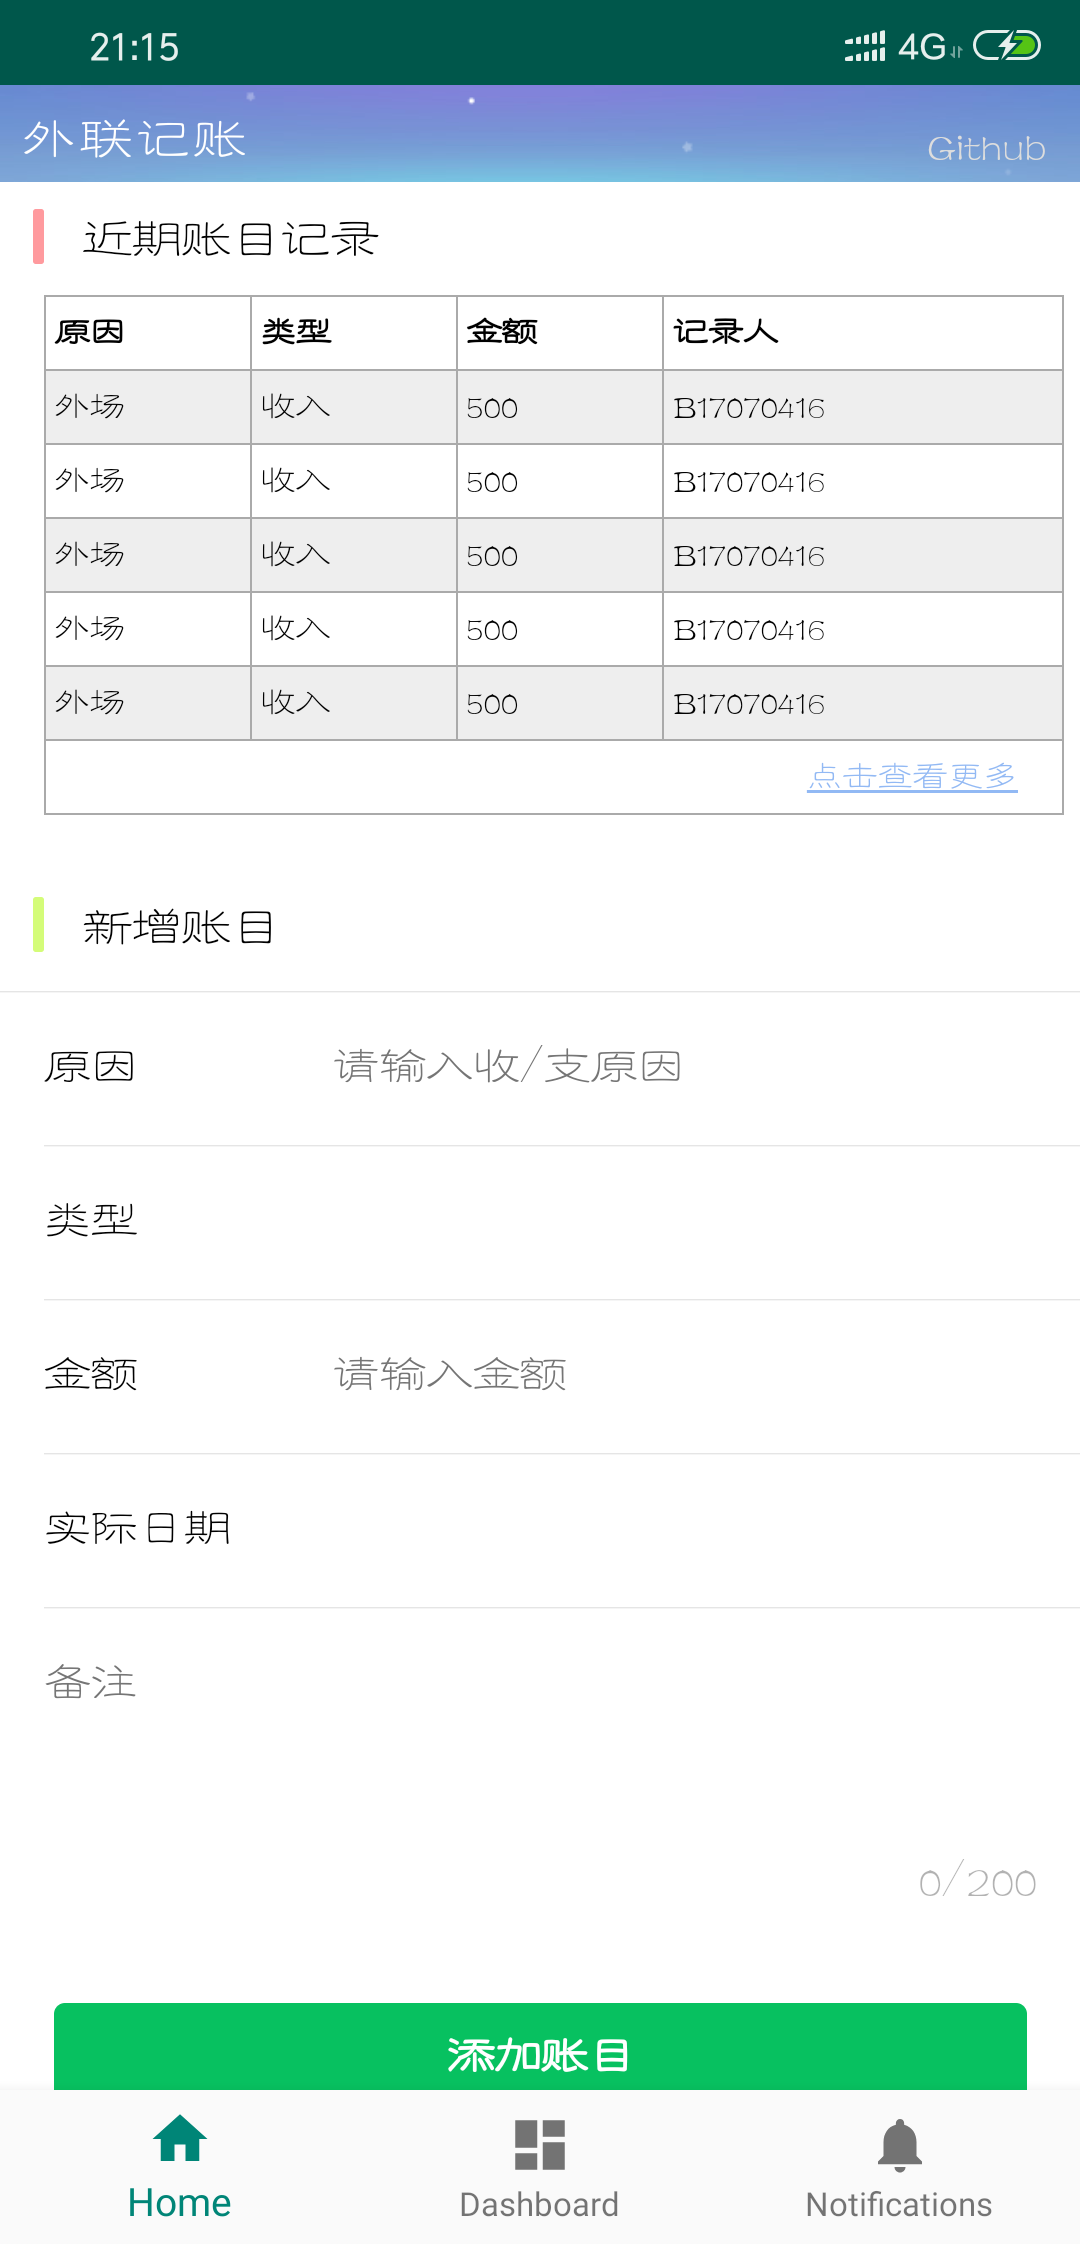 21:15 4G
外联记账 Github
近期账目记录
原因 类型 金额 记录人
外场 收入 500 B17070416
外场 收入 500 B17070416
外场 收入 500 B17070416
外场 收入 500 B17070416
外场 收入 500 B17070416
点击查看更多
新增账目
原因 请输入收/支原因
类型
金额 请输入金额
实际日期
备注
0/200
添加账目
Home Dashboard Notifications